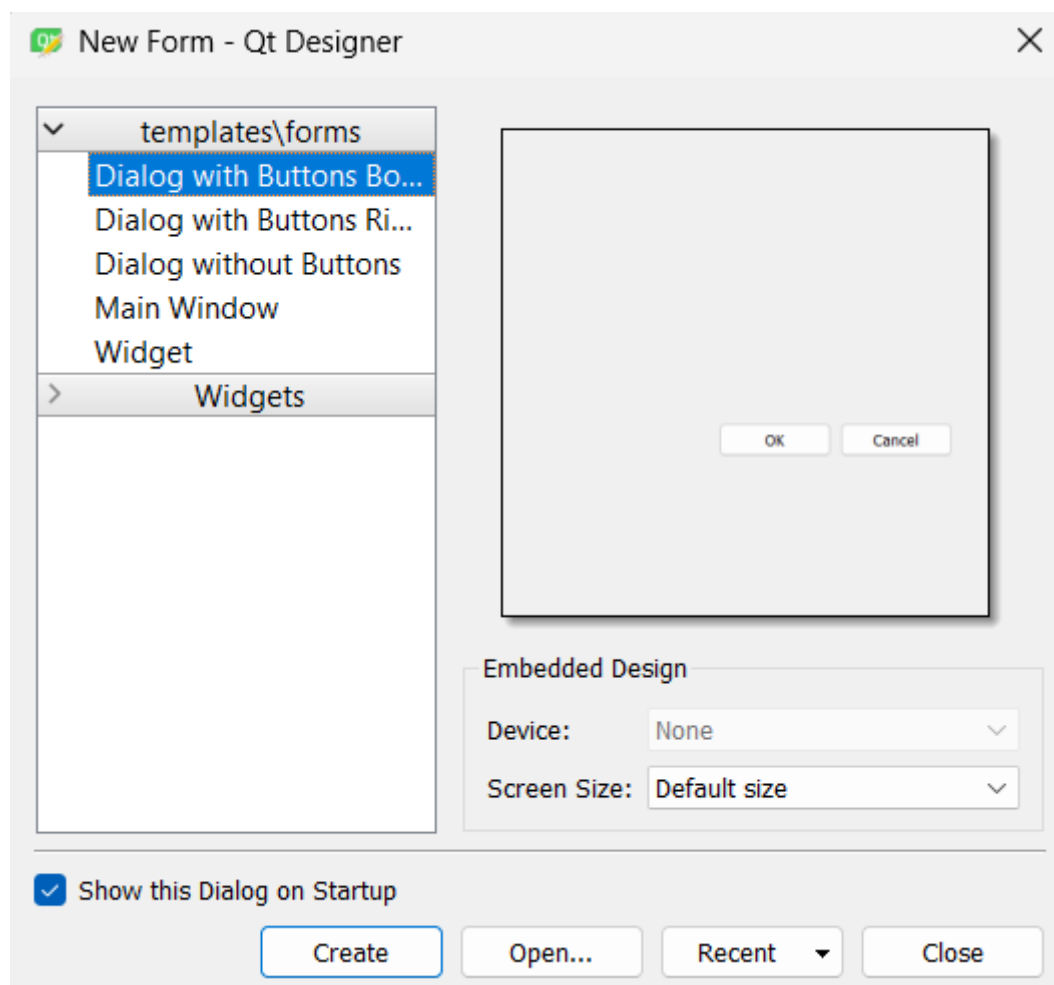 New Form - Qt Designer
templates\forms
Dialog with Buttons Bo...
Dialog with Buttons Ri...
Dialog without Buttons
Main Window
Widget
Widgets
OK Cancel
Embedded Design
Device: None
Screen Size: Default size
Show this Dialog on Startup
Create Open... Recent Close